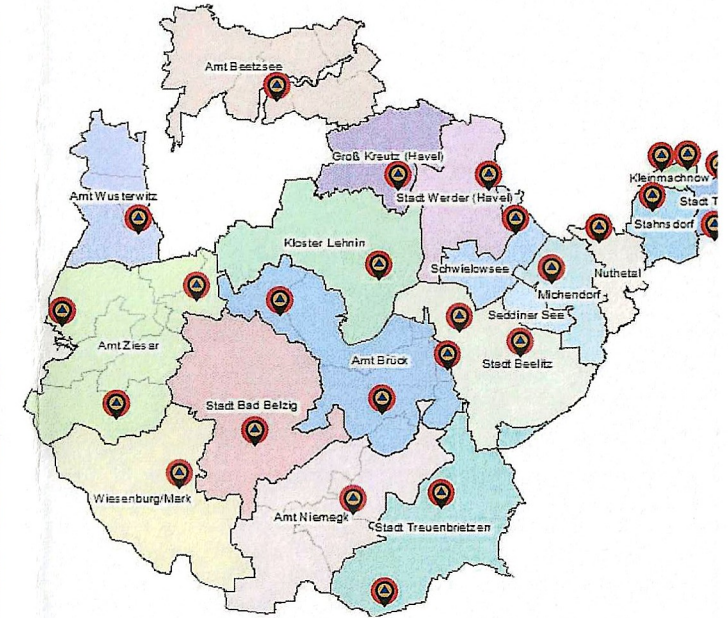 Amt Beetzsee
Groß Kreutz (Havel)
Kleinmachnow
Amt Wusterwitz
Stadt Werder (Havel)
Stadt T
Stahnsdorf
Kloster Lehnin
Schwielowsee
Nuthetal
Michendorf
Seddiner See
Amt Ziesar
Amt Brück
Stadt Beelitz
Stadt Bad Belzig
Wiesenburg/Mark
Amt Niemegk
Stadt Treuenbrietzen